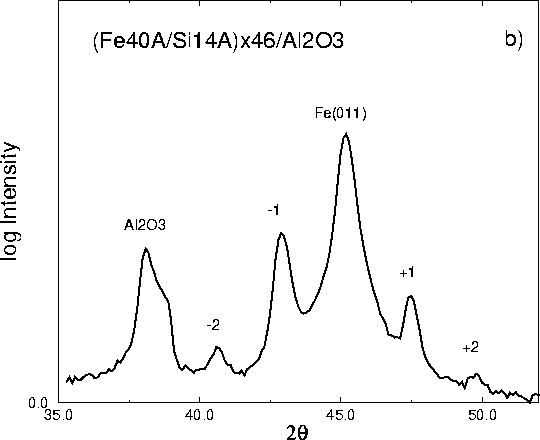 (Fe40A/Si14A)x46/Al2O3 b)
Fe(011)
log Intensity
-1
Al2O3
+1
-2
+2
0.0
35.0 40.0 45.0 50.0
2θ